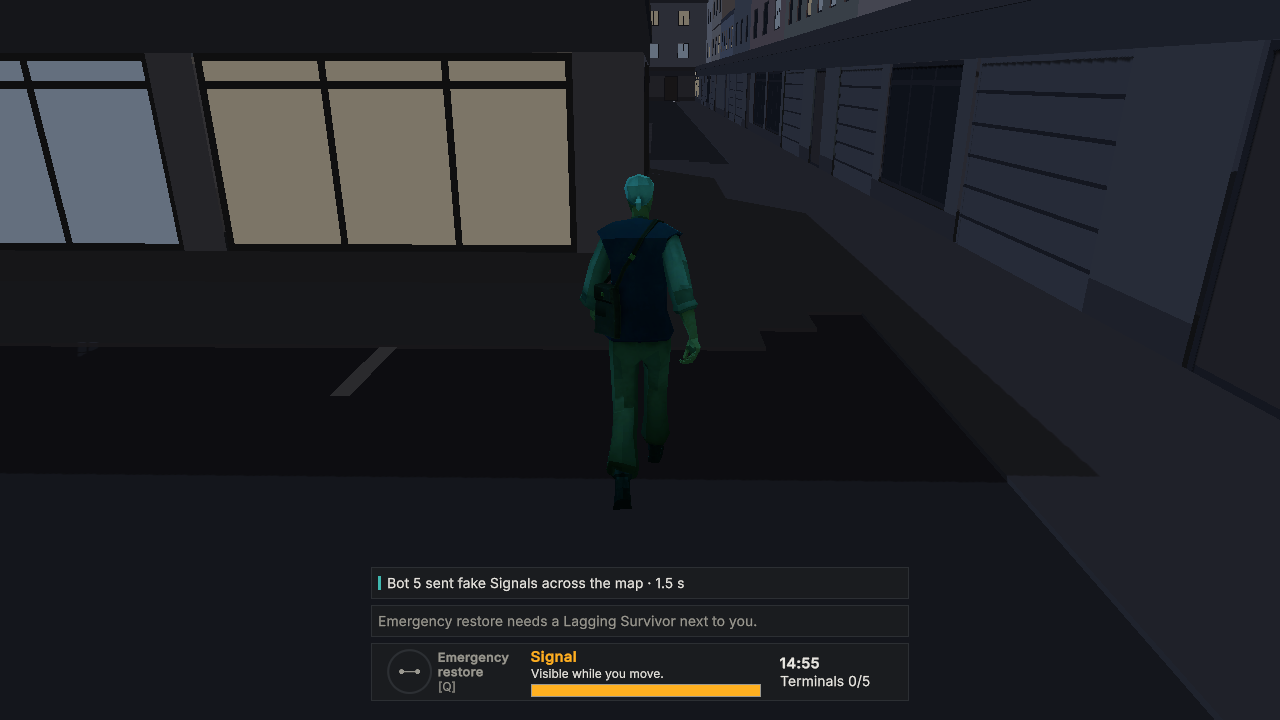 Bot 5 sent fake Signals across the map · 1.5 s
Emergency restore needs a Lagging Survivor next to you.
Emergency
restore
[Q]
Signal
Visible while you move.
14:55
Terminals 0/5